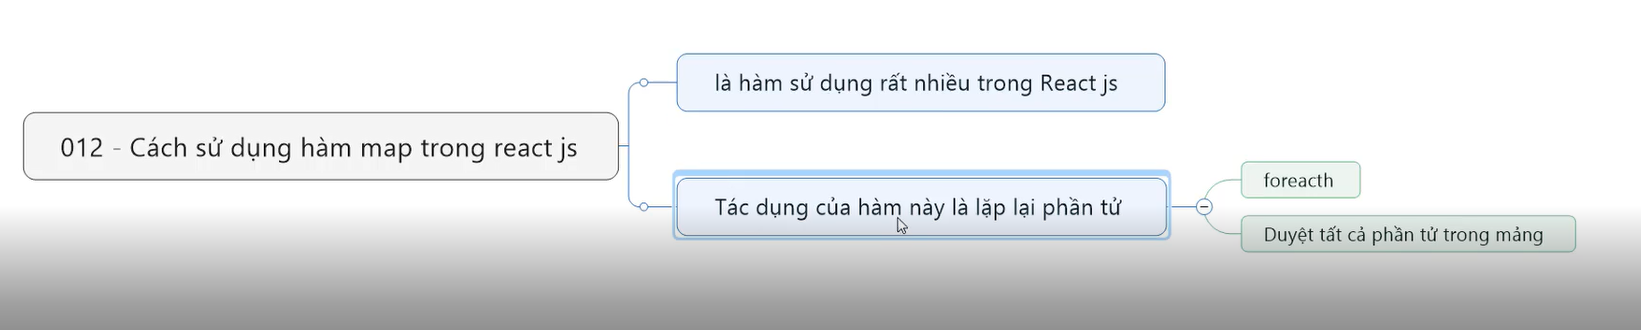 012 - Cách sử dụng hàm map trong react js
là hàm sử dụng rất nhiều trong React js
Tác dụng của hàm này là lặp lại phần tử
foreacth
Duyệt tất cả phần tử trong mảng